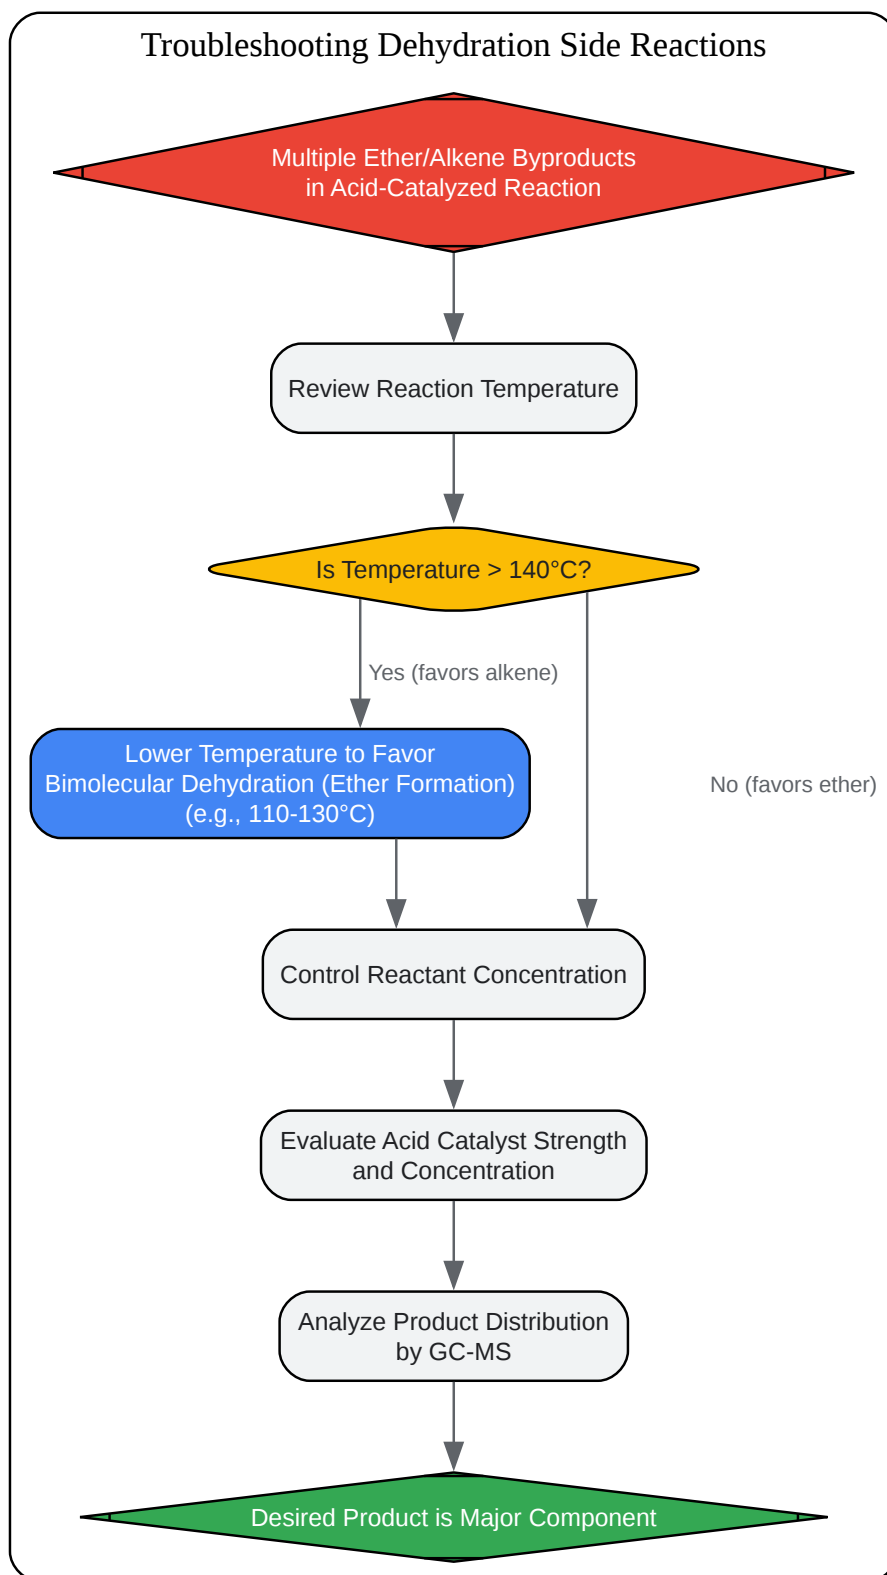 Troubleshooting Dehydration Side Reactions
Multiple Ether/Alkene Byproducts
in Acid-Catalyzed Reaction
Review Reaction Temperature
Is Temperature > 140°C?
Yes (favors alkene)
Lower Temperature to Favor
Bimolecular Dehydration (Ether Formation)
(e.g., 110-130°C)
No (favors ether)
Control Reactant Concentration
Evaluate Acid Catalyst Strength
and Concentration
Analyze Product Distribution
by GC-MS
Desired Product is Major Component